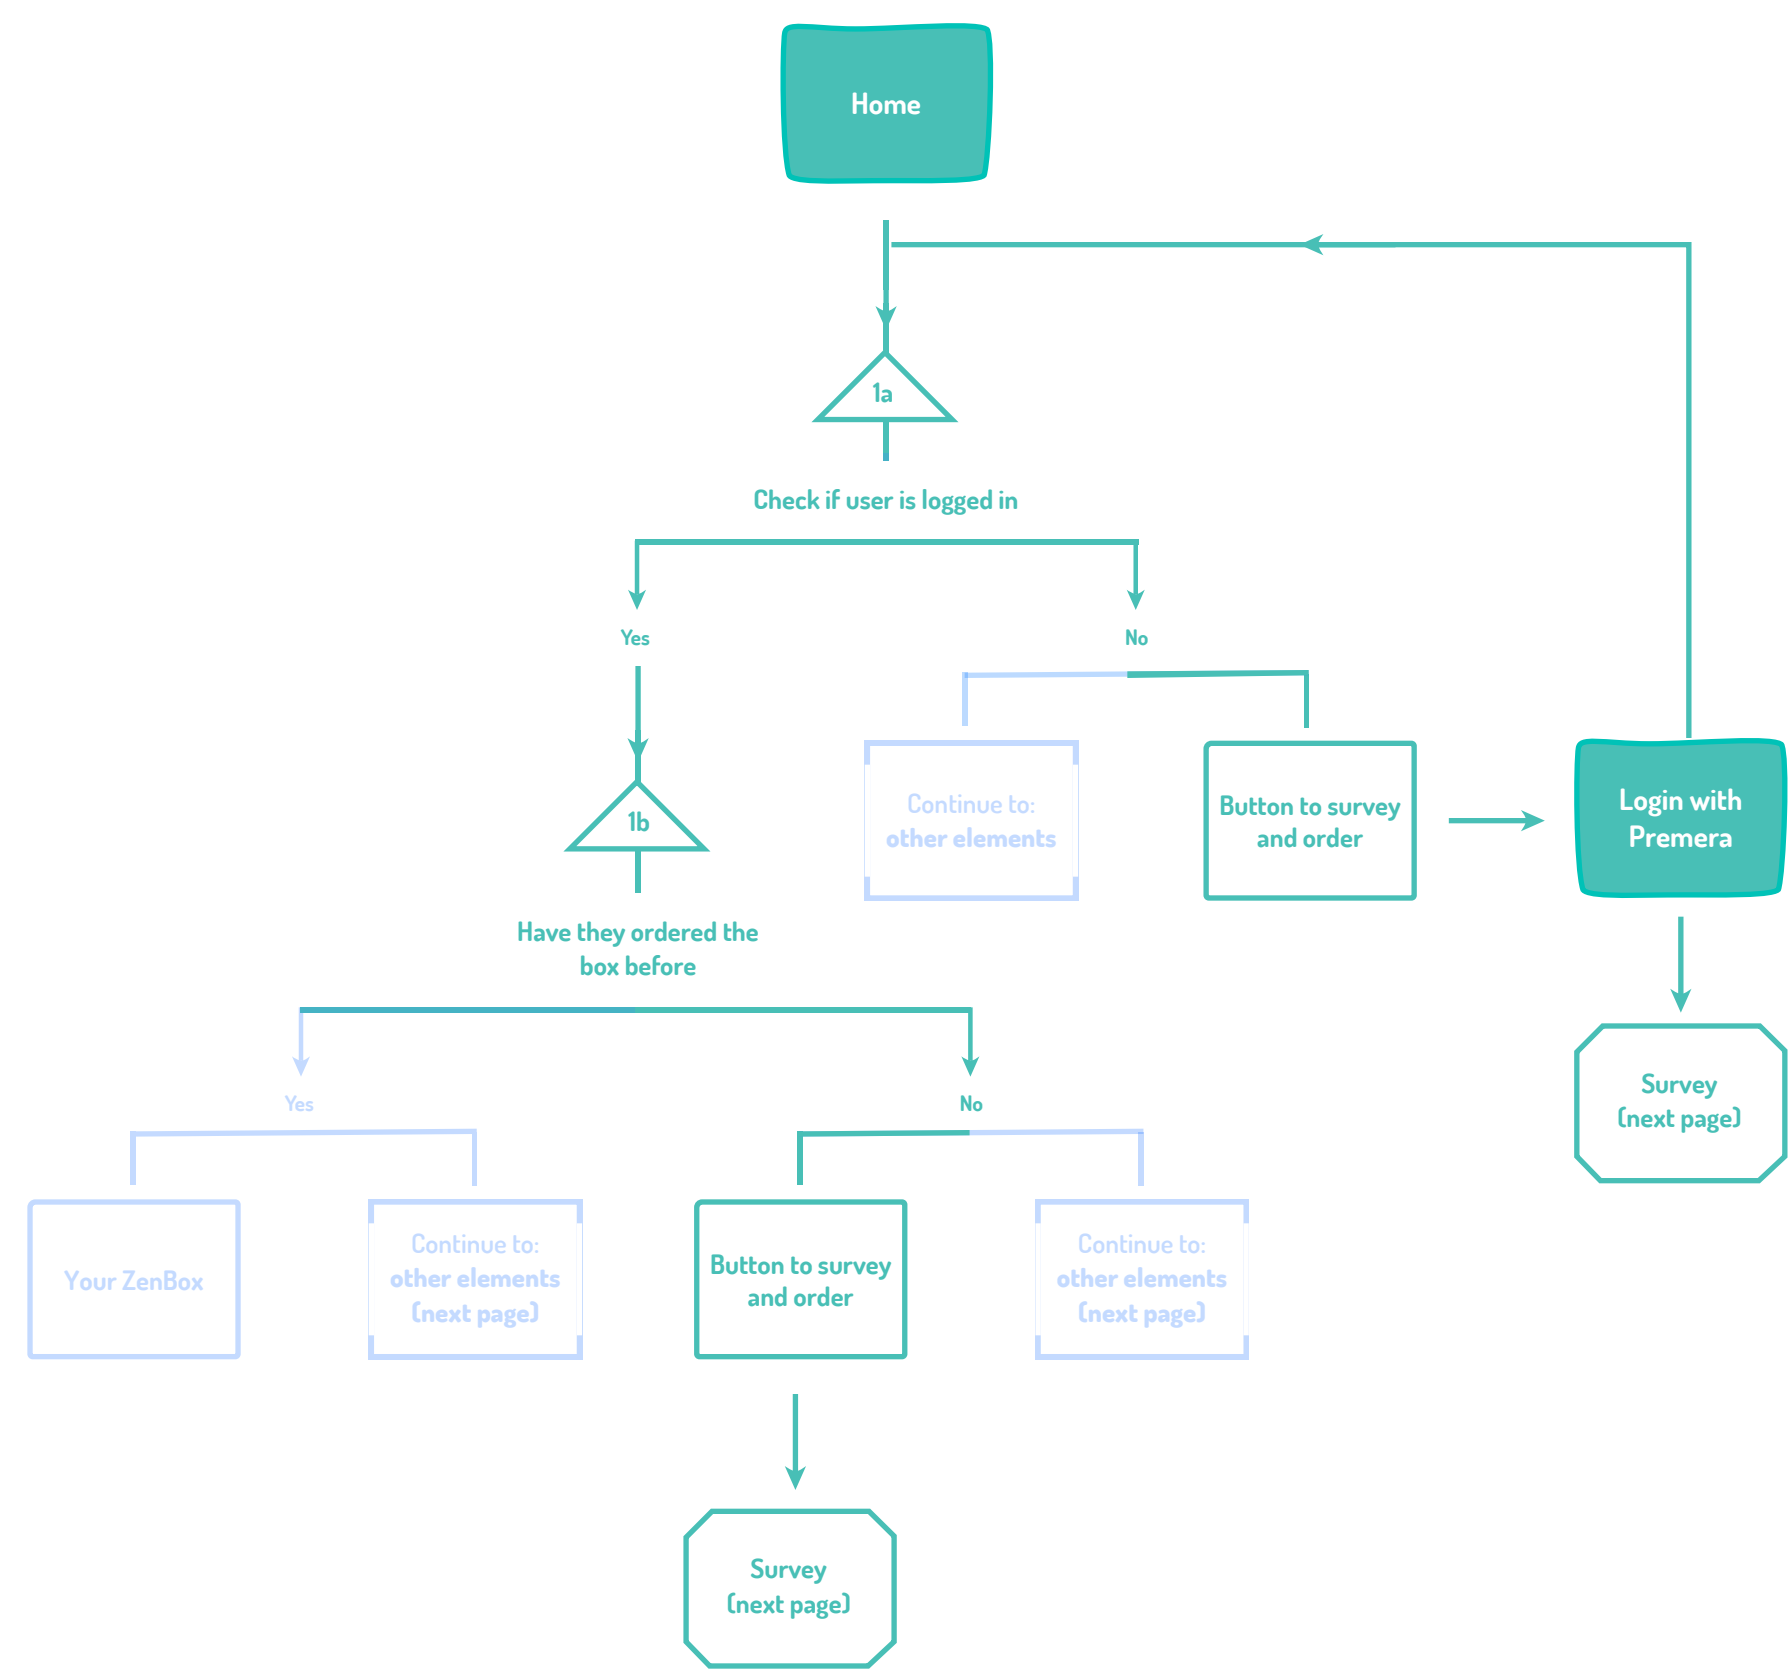 Home
1a
Check if user is logged in
Yes
No
Continue to:
other elements
Button to survey
and order
Login with
Premera
1b
Have they ordered the
box before
Survey
(next page)
Yes
No
Your ZenBox
Continue to:
other elements
(next page)
Button to survey
and order
Continue to:
other elements
(next page)
Survey
(next page)